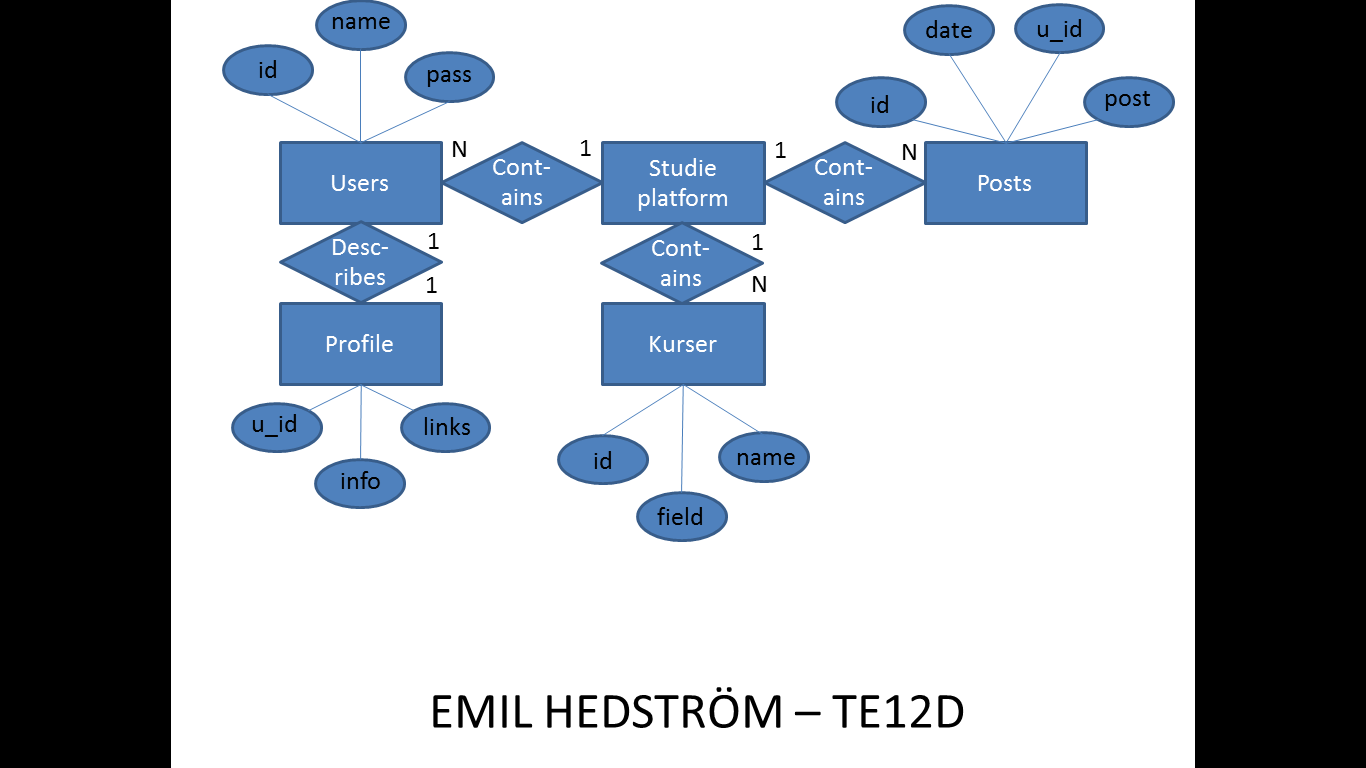 name
id
pass
date
u_id
id
post
N
1
1
N
Users
Cont-
ains
Studie
platform
Cont-
ains
Posts
Desc-
ribes
1
1
Cont-
ains
1
N
Profile
Kurser
u_id
info
links
id
field
name
EMIL HEDSTRÖM – TE12D